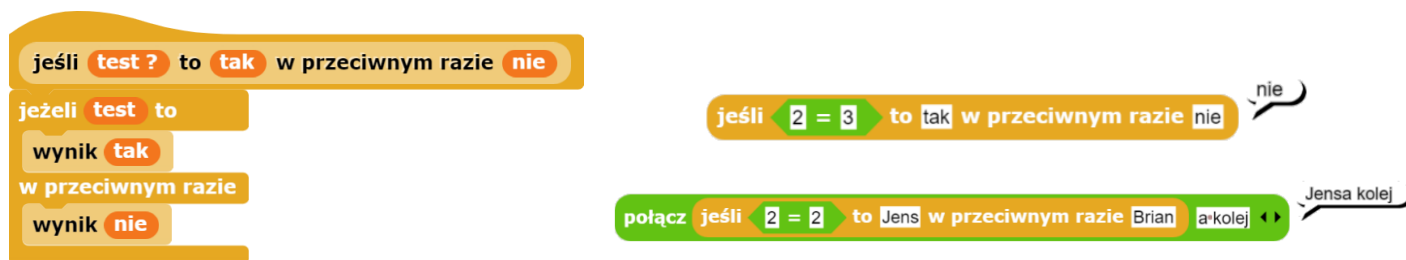 jeśli test ? to tak w przeciwnym razie nie
jeżeli test to
wynik tak
w przeciwnym razie
wynik nie
nie
jeśli 2 = 3 to tak w przeciwnym razie nie
Jensa kolej
połącz jeśli 2 = 2 to Jens w przeciwnym razie Brian a kolej